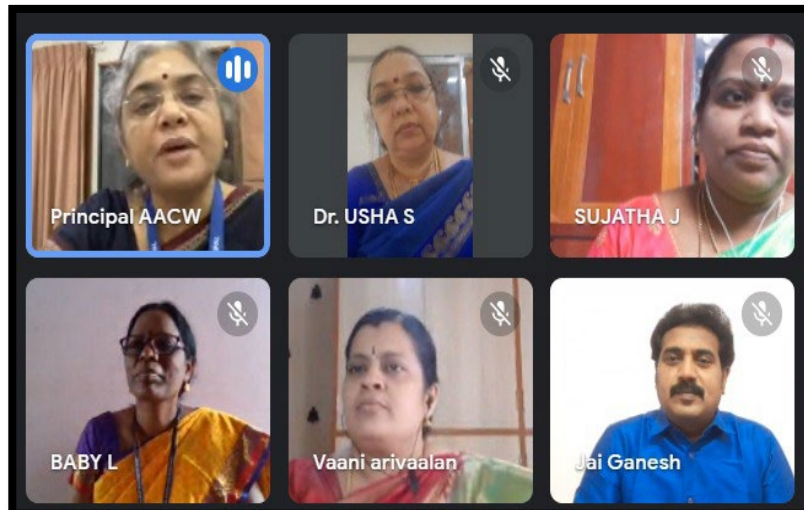 Principal AACW
Dr. USHA S
SUJATHA J
BABY L
Vaani arivaalan
Jai Ganesh